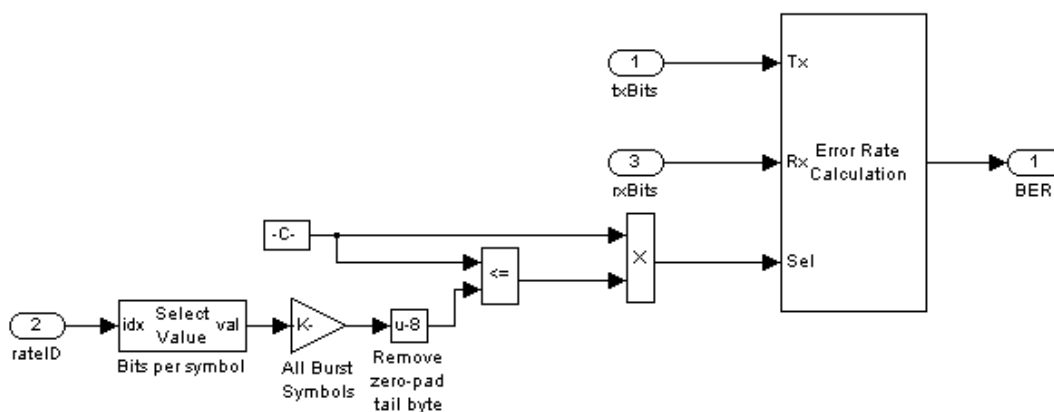 1
txBits
Tx
3
rxBits
Rx
Error Rate
Calculation
1
BER
-C-
<=
X
Sel
2
rateID
idx
Select
Value
val
Bits per symbol
K-
All Burst
Symbols
u-8
Remove
zero-pad
tail byte